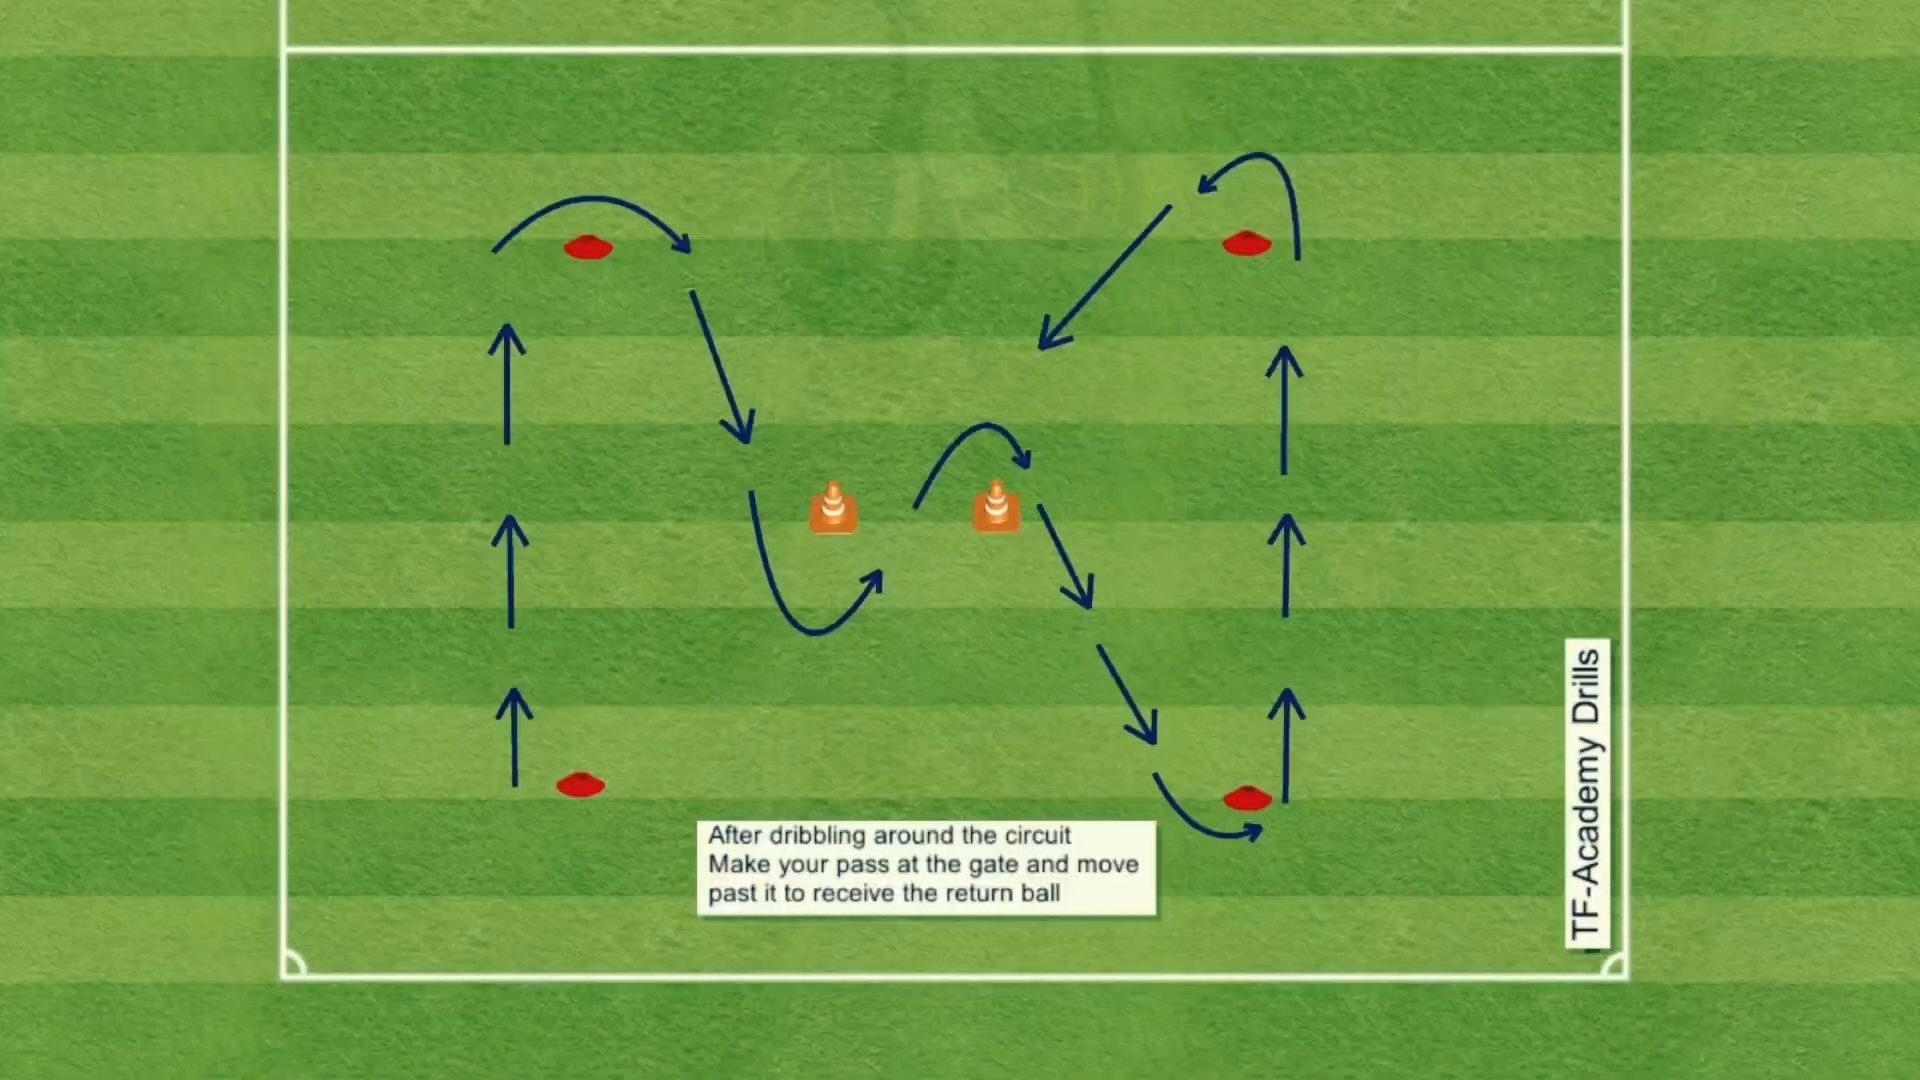 After dribbling around the circuit
Make your pass at the gate and move
past it to receive the return ball
TF-Academy Drills